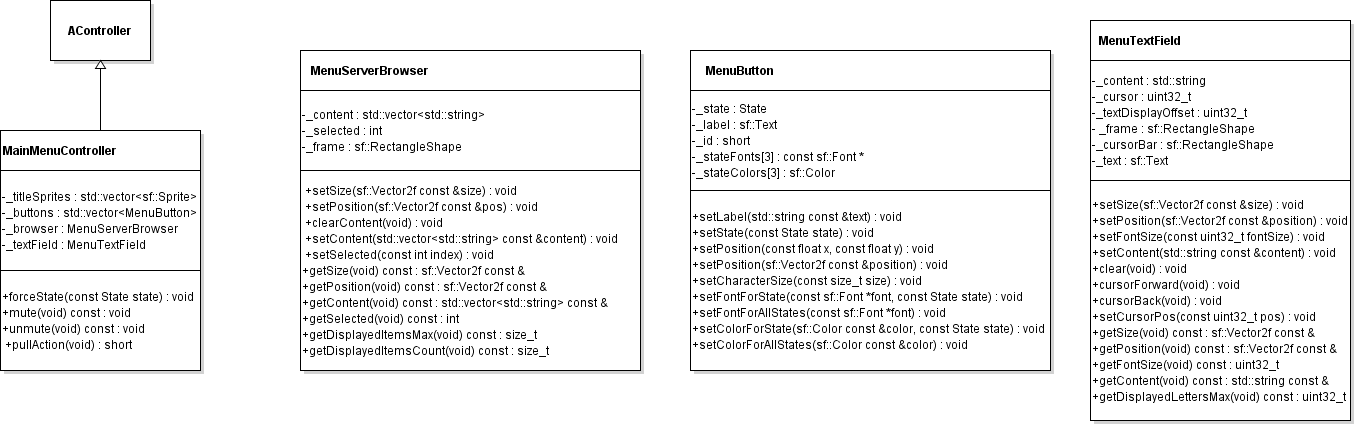 AController
MainMenuController
-_titleSprites : std::vector<sf::Sprite>
-_buttons : std::vector<MenuButton>
-_browser : MenuServerBrowser
-_textField : MenuTextField
+forceState(const State state) : void
+mute(void) const : void
+unmute(void) const : void
+pullAction(void) : short
MenuServerBrowser
-_content : std::vector<std::string>
-_selected : int
-_frame : sf::RectangleShape
+setSize(sf::Vector2f const &size) : void
+setPosition(sf::Vector2f const &pos) : void
+clearContent(void) : void
+setContent(std::vector<std::string> const &content) : void
+setSelected(const int index) : void
+getSize(void) const : sf::Vector2f const &
+getPosition(void) const : sf::Vector2f const &
+getContent(void) const : std::vector<std::string> const &
+getSelected(void) const : int
+getDisplayedItemsMax(void) const : size_t
+getDisplayedItemsCount(void) const : size_t
MenuButton
-_state : State
-_label : sf::Text
-_id : short
-_stateFonts[3] : const sf::Font *
-_stateColors[3] : sf::Color
+setLabel(std::string const &text) : void
+setState(const State state) : void
+setPosition(const float x, const float y) : void
+setPosition(sf::Vector2f const &position) : void
+setCharacterSize(const size_t size) : void
+setFontForState(const sf::Font *font, const State state) : void
+setFontForAllStates(const sf::Font *font) : void
+setColorForState(sf::Color const &color, const State state) : void
+setColorForAllStates(sf::Color const &color) : void
MenuTextField
-_content : std::string
-_cursor : uint32_t
-_textDisplayOffset : uint32_t
- _frame : sf::RectangleShape
-_cursorBar : sf::RectangleShape
-_text : sf::Text
+setSize(sf::Vector2f const &size) : void
+setPosition(sf::Vector2f const &position) : void
+setFontSize(const uint32_t fontSize) : void
+setContent(std::string const &content) : void
+clear(void) : void
+cursorForward(void) : void
+cursorBack(void) : void
+setCursorPos(const uint32_t pos) : void
+getSize(void) const : sf::Vector2f const &
+getPosition(void) const : sf::Vector2f const &
+getFontSize(void) const : uint32_t
+getContent(void) const : std::string const &
+getDisplayedLettersMax(void) const : uint32_t